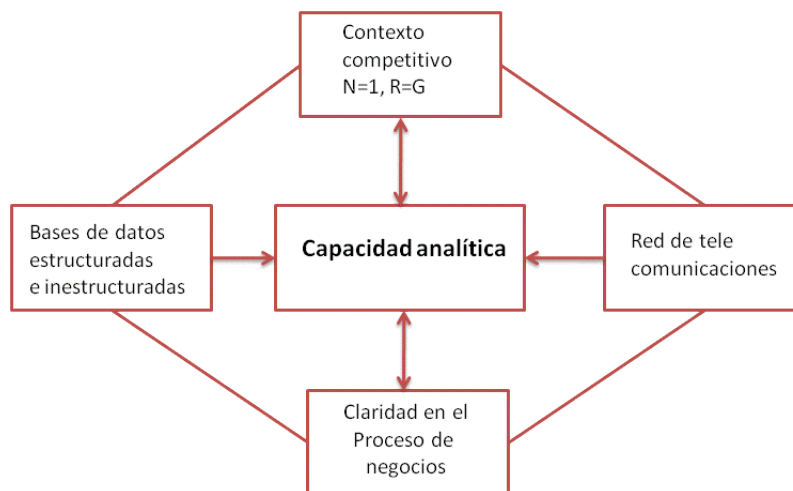 Contexto
competitivo
N=1, R=G
Bases de datos
estructuradas
e inestructuradas
Capacidad analítica
Red de tele
comunicaciones
Claridad en el
Proceso de
negocios